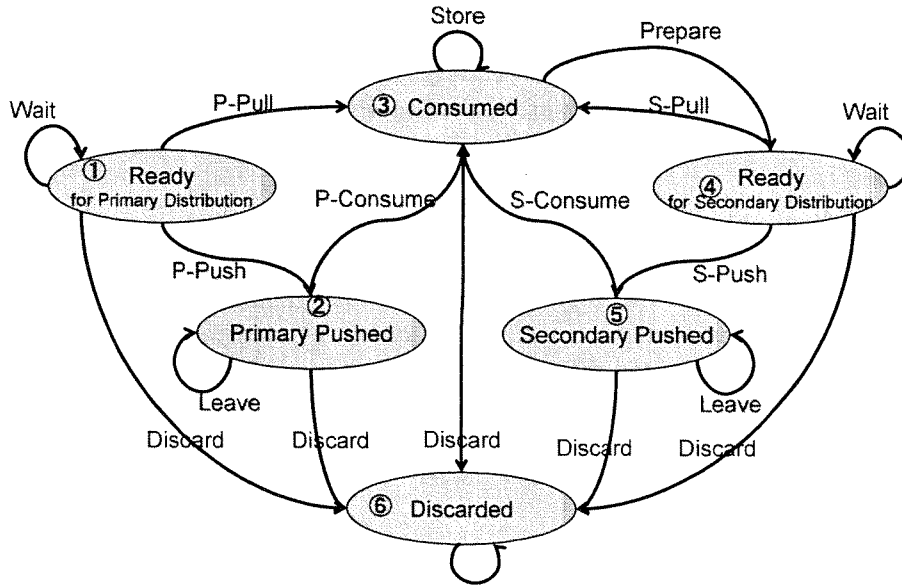 Store
Prepare
③ Consumed
P-Pull
S-Pull
Wait
Wait
①
Ready
for Primary Distribution
④
Ready
for Secondary Distribution
P-Consume
S-Consume
P-Push
S-Push
②
Primary Pushed
⑤
Secondary Pushed
Leave
Leave
Discard
Discard
Discard
Discard
Discard
⑥ Discarded